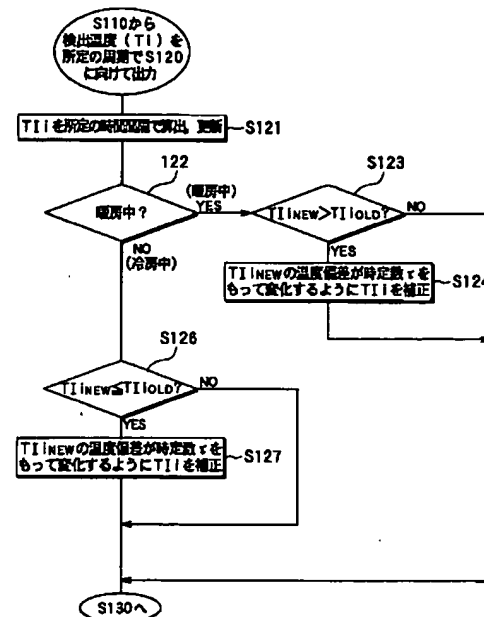 S110から
検出温度(TI)を
所定の周期でS120
に向けて出力
TIiを所定の時間間隔で算出,更新
S121
122
暖房中?
(暖房中)
YES
NO
(冷房中)
S123
TIiNEW>TIiOLD?
NO
YES
TIiNEWの温度偏差が時定数τを
もって変化するようにTIiを補正
S124
S126
TIiNEW≦TIiOLD?
NO
YES
TIiNEWの温度偏差が時定数τを
もって変化するようにTIiを補正
S127
S130へ